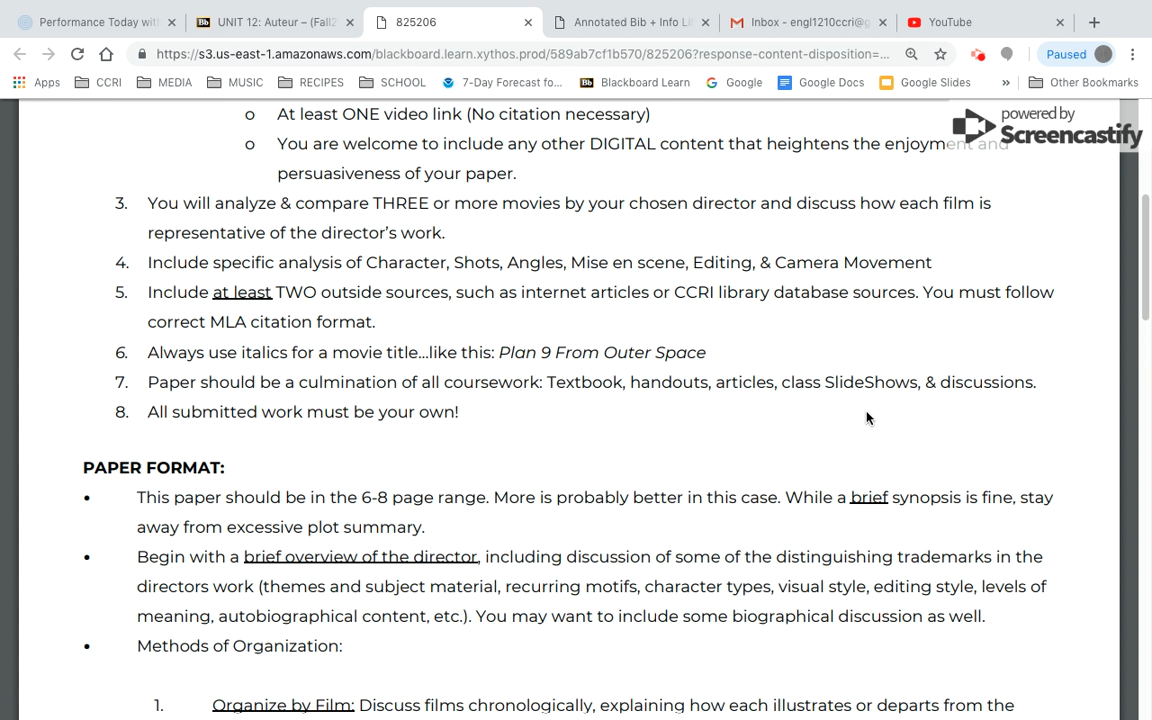 Performance Today wit
UNIT 12: Auteur – (Fall2
825206
Annotated Bib + Info Li
Inbox - engl1210ccri@g
YouTube
https://s3.us-east-1.amazonaws.com/blackboard.learn.xythos.prod/589ab7cf1b570/825206?response-content-disposition=...
Paused
Apps
CCRI
MEDIA
MUSIC
RECIPES
SCHOOL
7-Day Forecast fo...
Bb
Blackboard Learn
Google
Google Docs
Google Slides
»
Other Bookmarks
powered by
Screencastify
o At least ONE video link (No citation necessary)
o You are welcome to include any other DIGITAL content that heightens the enjoyment and
persuasiveness of your paper.
3. You will analyze & compare THREE or more movies by your chosen director and discuss how each film is
representative of the director's work.
4. Include specific analysis of Character, Shots, Angles, Mise en scene, Editing, & Camera Movement
5. Include at least TWO outside sources, such as internet articles or CCRI library database sources. You must follow
correct MLA citation format.
6. Always use italics for a movie title...like this: Plan 9 From Outer Space
7. Paper should be a culmination of all coursework: Textbook, handouts, articles, class SlideShows, & discussions.
8. All submitted work must be your own!
PAPER FORMAT:
• This paper should be in the 6-8 page range. More is probably better in this case. While a brief synopsis is fine, stay
away from excessive plot summary.
• Begin with a brief overview of the director, including discussion of some of the distinguishing trademarks in the
directors work (themes and subject material, recurring motifs, character types, visual style, editing style, levels of
meaning, autobiographical content, etc.). You may want to include some biographical discussion as well.
• Methods of Organization:
1. Organize by Film: Discuss films chronologically, explaining how each illustrates or departs from the